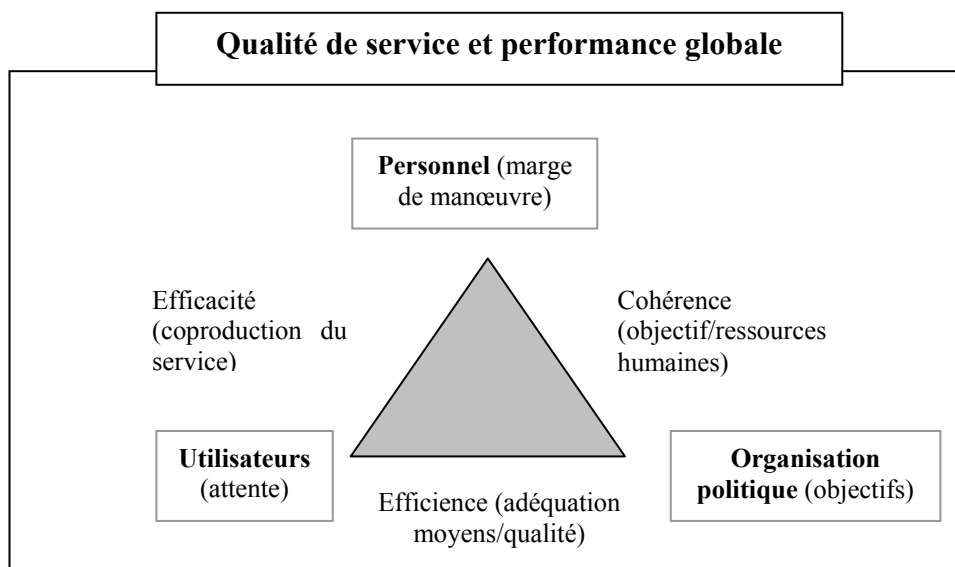 Qualité de service et performance globale
Personnel (marge
de manœuvre)
Efficacité
(coproduction du
service)
Cohérence
(objectif/ressources
humaines)
Utilisateurs
(attente)
Efficience (adéquation
moyens/qualité)
Organisation
politique (objectifs)